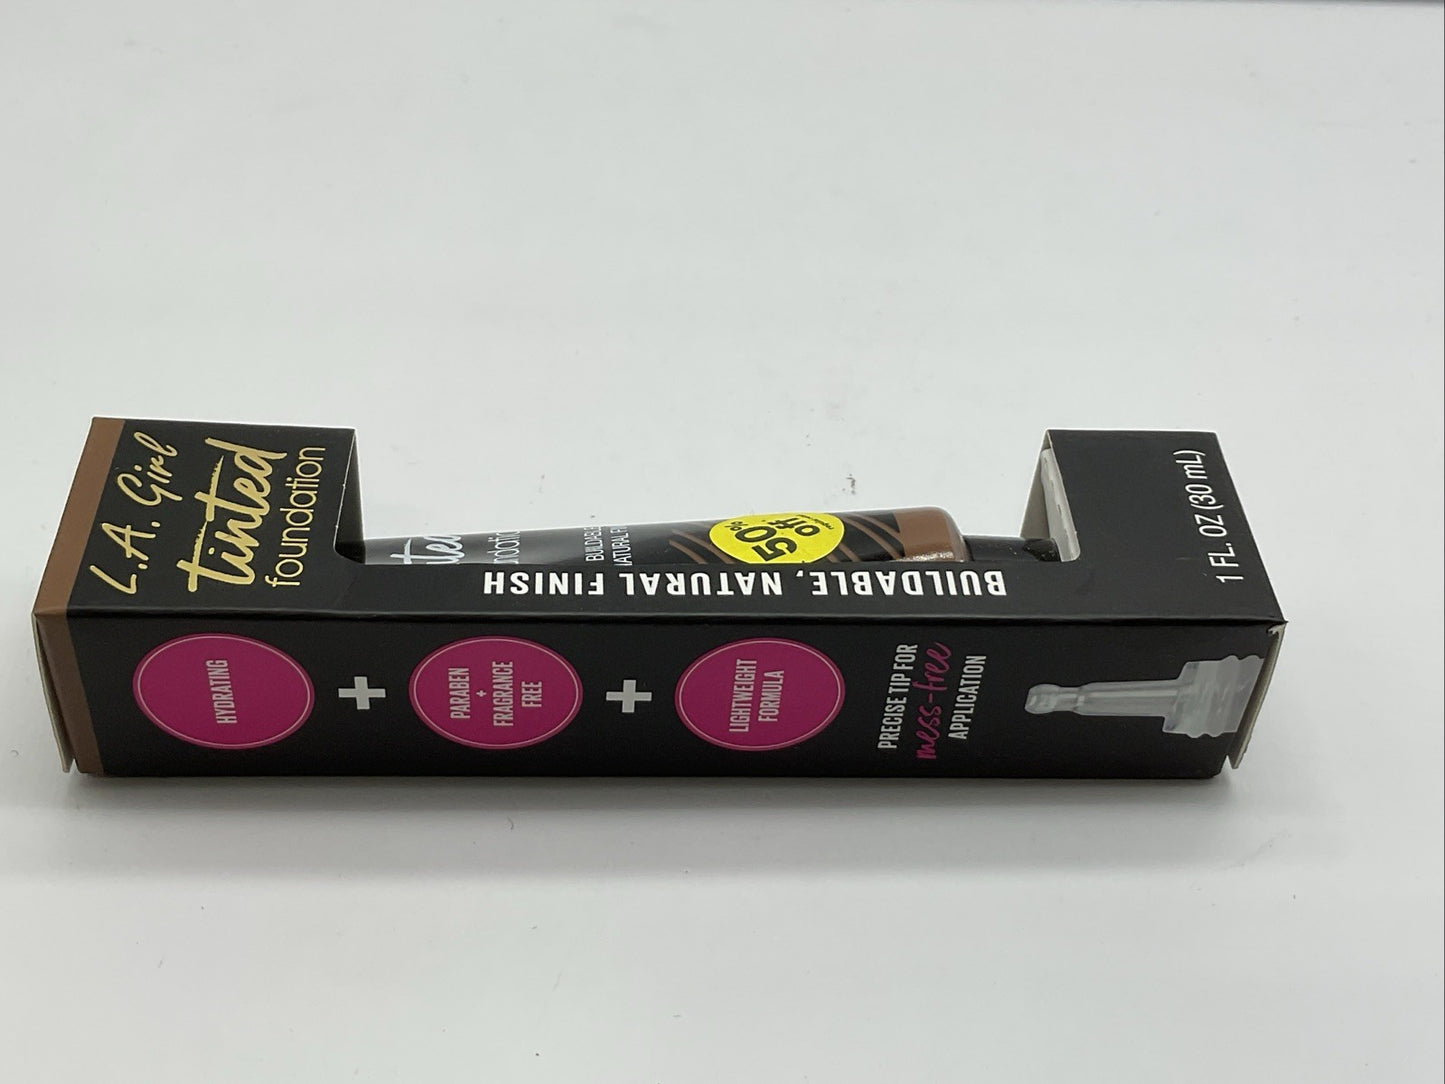 L.A. Girl
tinted
foundation
BUILDABLE
50%
off
BUILDABLE, NATURAL FINISH
1 FL. OZ (30 mL)
HYDRATING
+
PARABEN
+
FRAGRANCE
FREE
+
LIGHTWEIGHT
FORMULA
PRECISE TIP FOR
mess-free
APPLICATION